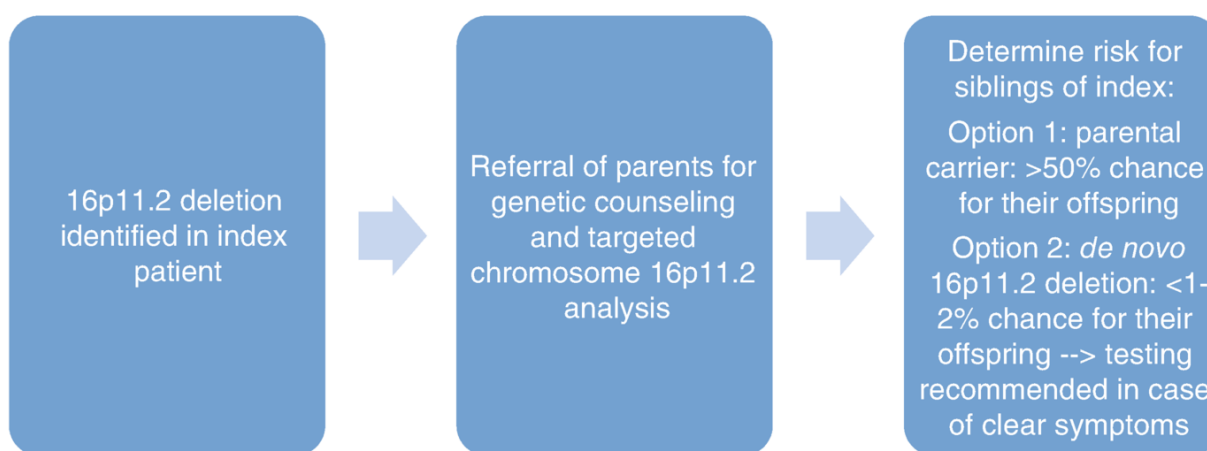 16p11.2 deletion
identified in index
patient
Referral of parents for
genetic counseling
and targeted
chromosome 16p11.2
analysis
Determine risk for
siblings of index:
Option 1: parental
carrier: >50% chance
for their offspring
Option 2: de novo
16p11.2 deletion: <1-
2% chance for their
offspring --> testing
recommended in case
of clear symptoms